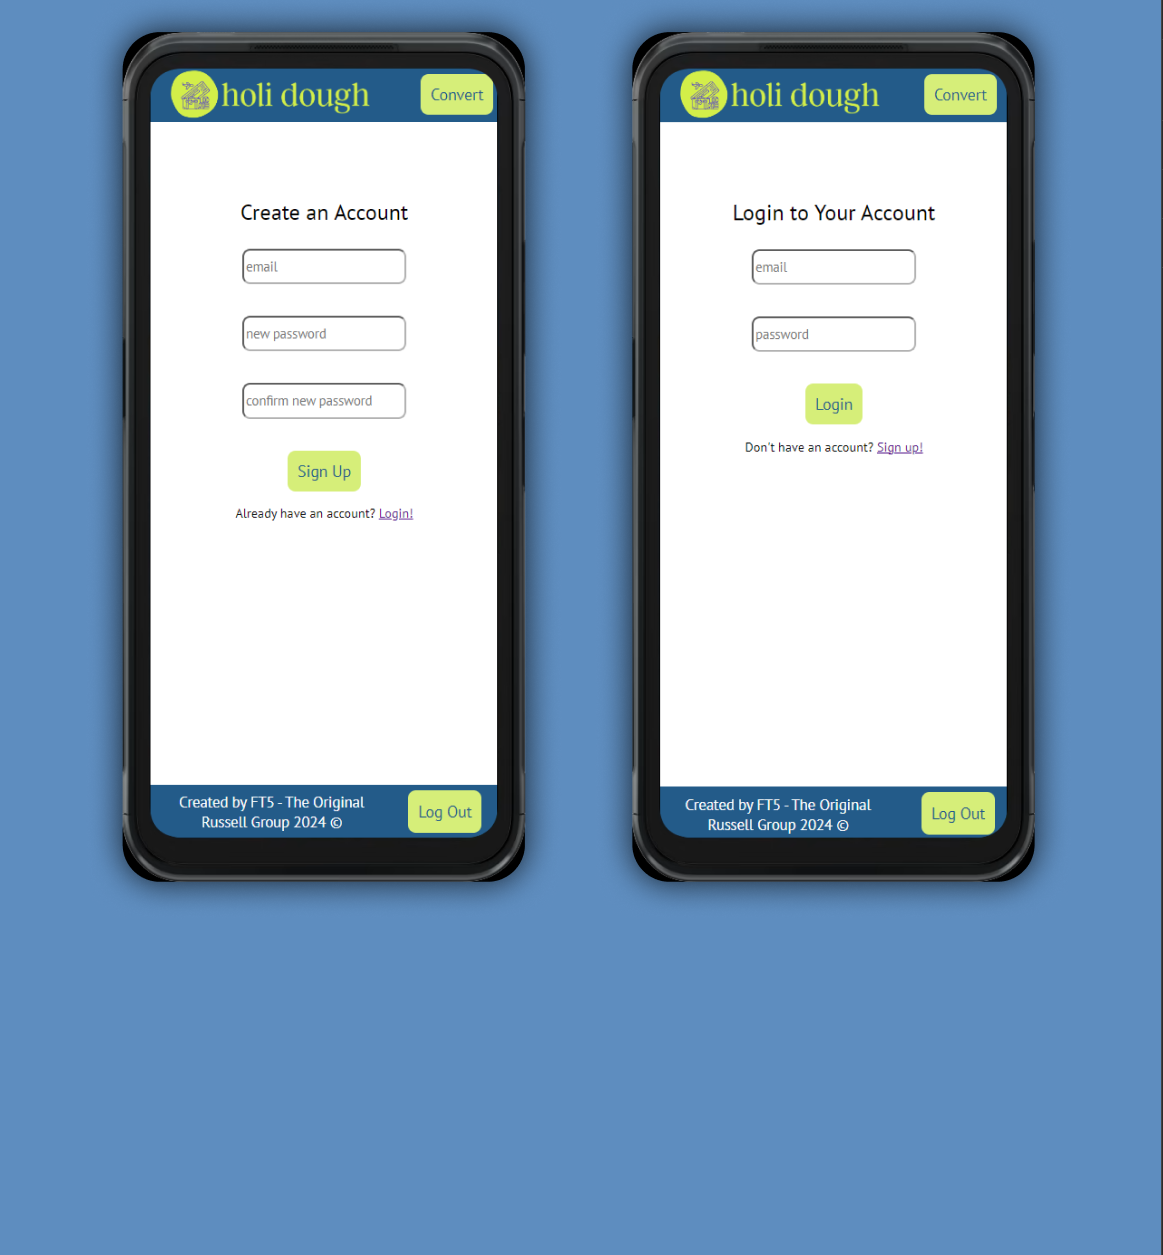 holi dough
Convert
Create an Account
email
new password
confirm new password
Sign Up
Already have an account? Login!
Created by FT5 - The Original
Russell Group 2024 ©
Log Out
holi dough
Convert
Login to Your Account
email
password
Login
Don't have an account? Sign up!
Created by FT5 - The Original
Russell Group 2024 ©
Log Out